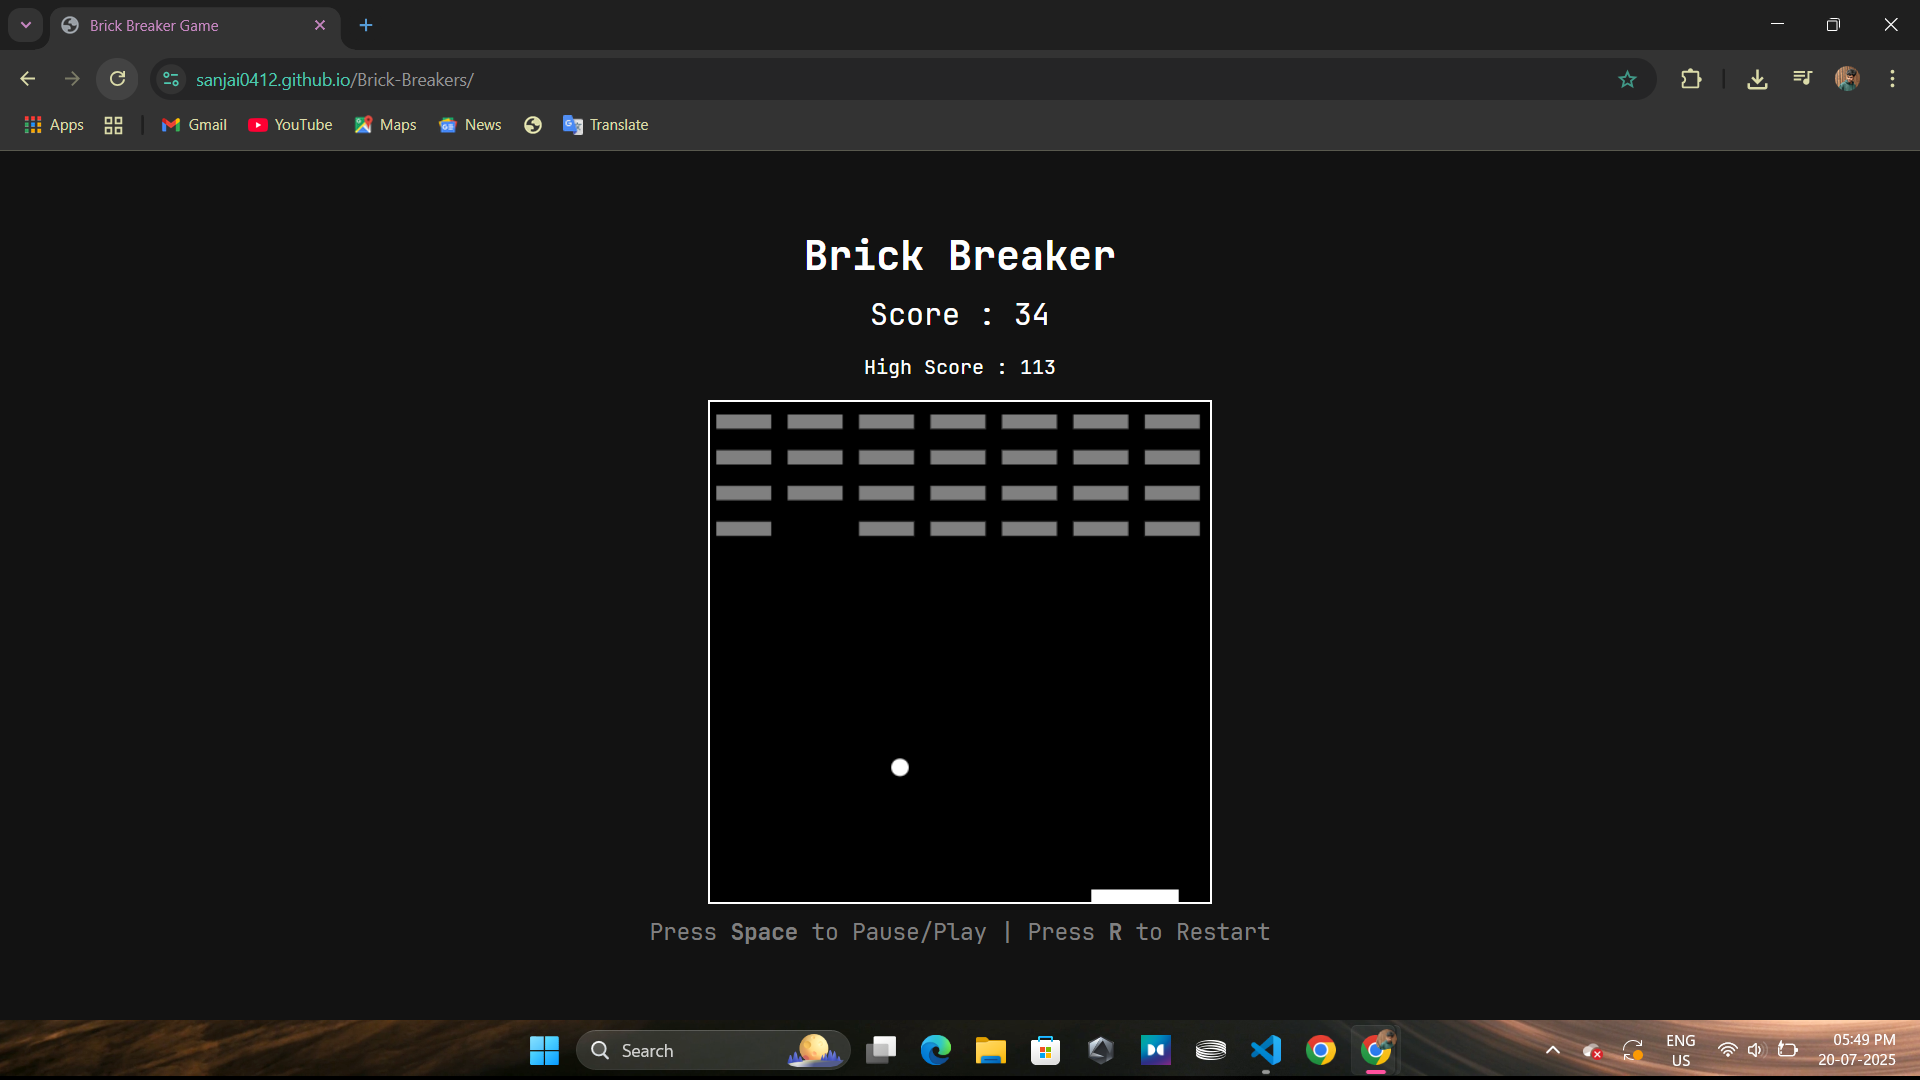 Brick Breaker Game
sanjai0412.github.io/Brick-Breakers/
Apps
Gmail
YouTube
Maps
News
Translate
Brick Breaker
Score : 34
High Score : 113
Press Space to Pause/Play | Press R to Restart
Search
ENG
US
05:49 PM
20-07-2025